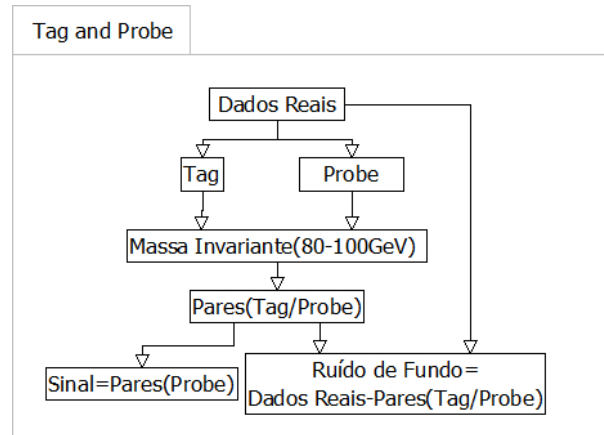 Tag and Probe
Dados Reais
Tag
Probe
Massa Invariante(80-100GeV)
Pares(Tag/Probe)
Sinal=Pares(Probe)
Ruído de Fundo=
Dados Reais-Pares(Tag/Probe)